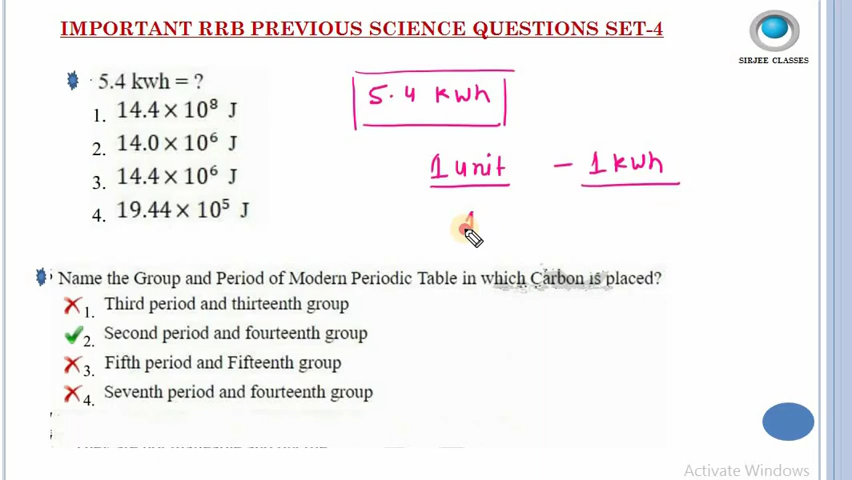 IMPORTANT RRB PREVIOUS SCIENCE QUESTIONS SET-4
SIRJEE CLASSES
5.4 kwh = ?
1. 14.4 × 10⁸ J
2. 14.0 × 10⁶ J
3. 14.4 × 10⁶ J
4. 19.44 × 10⁵ J
5.4 kwh
1 unit - 1 kwh
1
Name the Group and Period of Modern Periodic Table in which Carbon is placed?
1. Third period and thirteenth group
2. Second period and fourteenth group
3. Fifth period and Fifteenth group
4. Seventh period and fourteenth group
Activate Windows